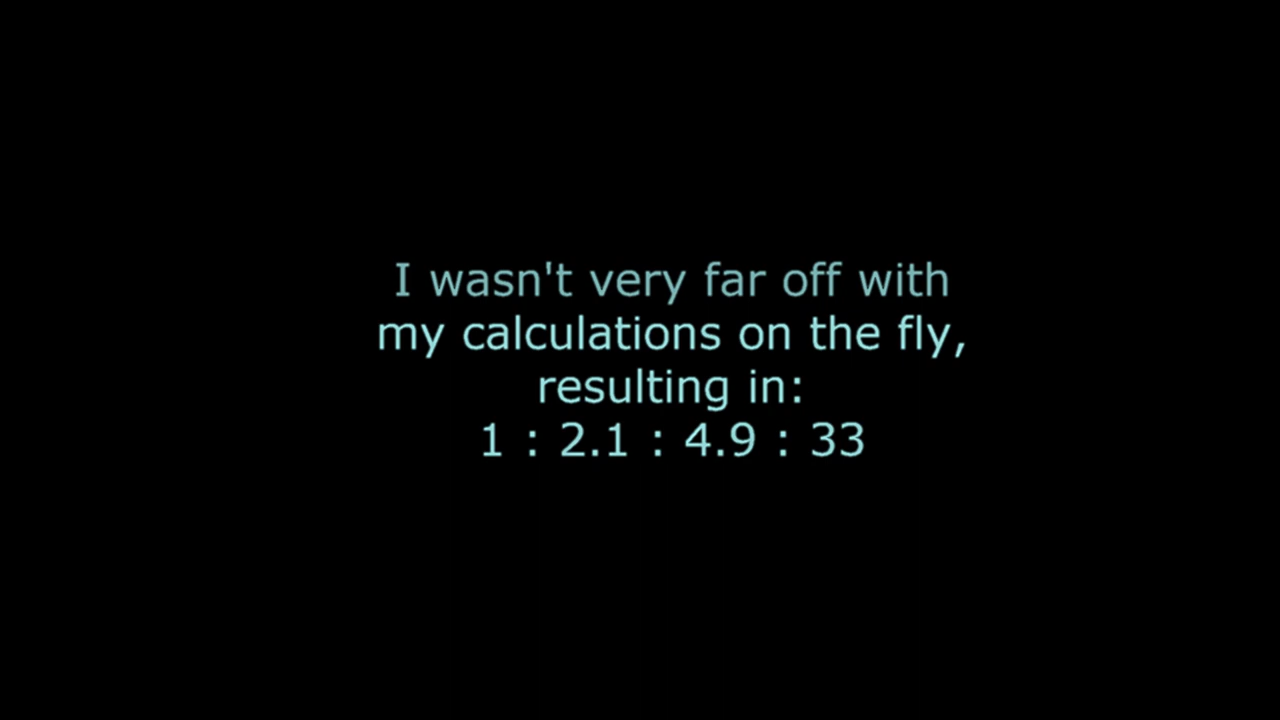 I wasn't very far off with
my calculations on the fly,
resulting in:
1 : 2.1 : 4.9 : 33